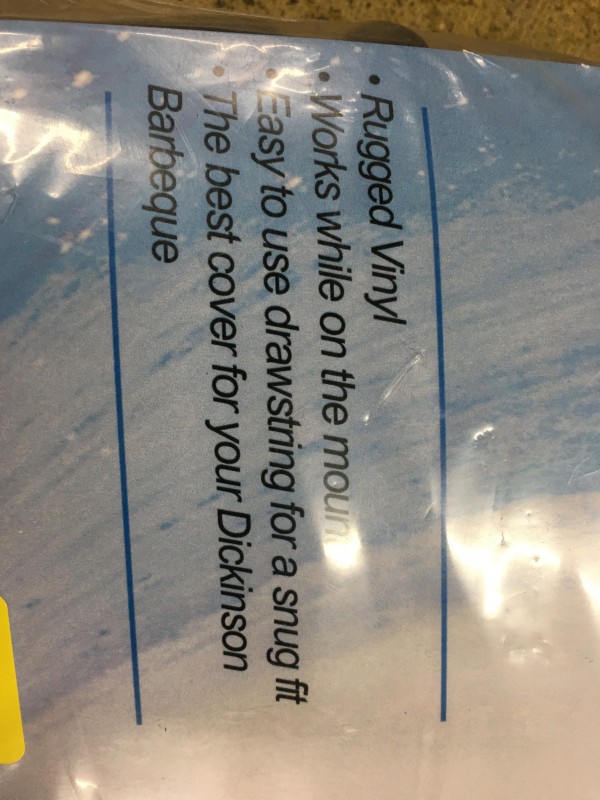 • Rugged Vinyl
• Works while on the
• Easy to use drawstring for a snug fit
• The best cover for your Dickinson
Barbeque